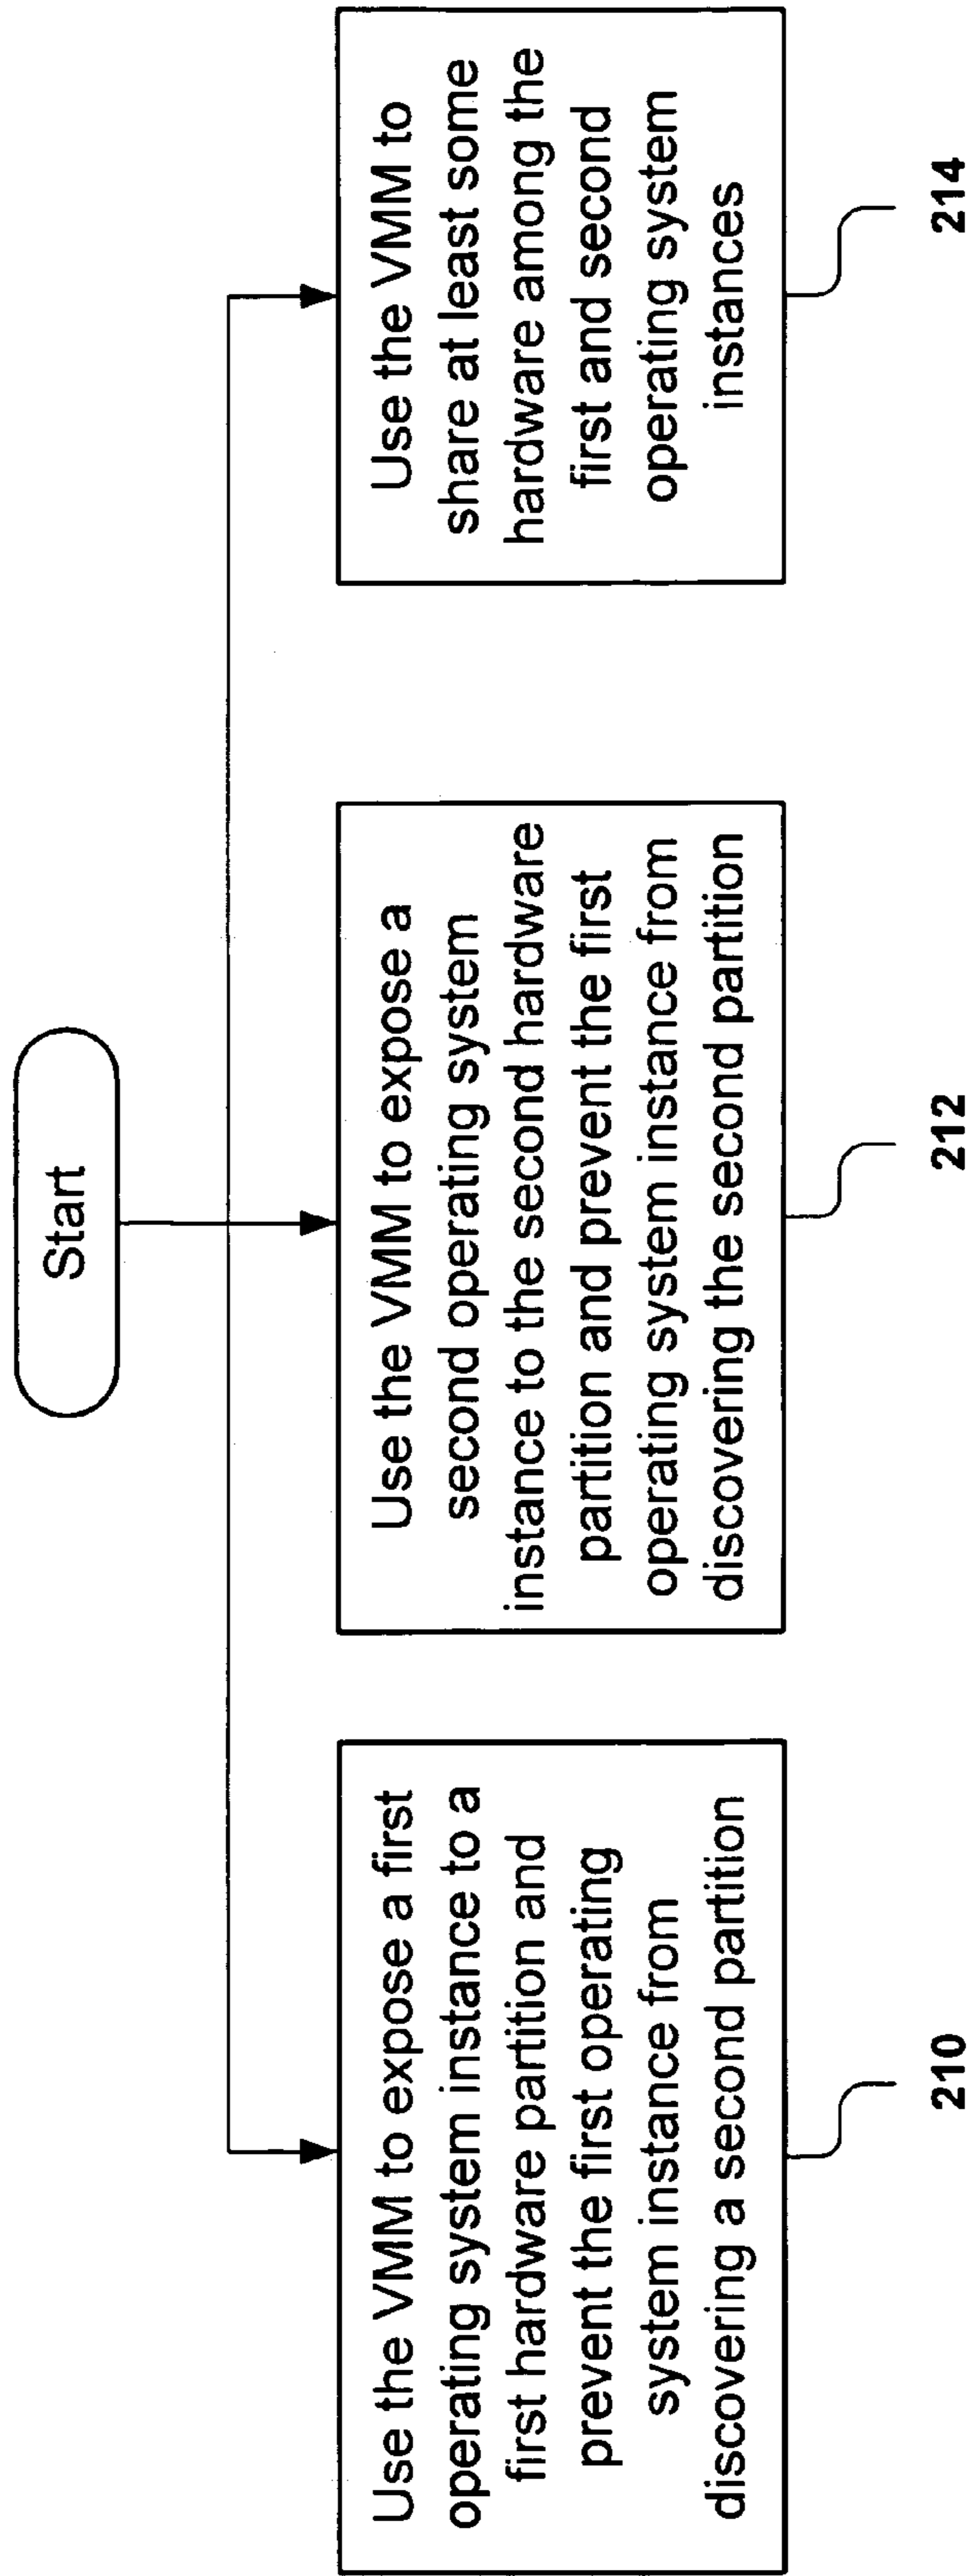 Start
Use the VMM to expose a first
operating system instance to a
first hardware partition and
prevent the first operating
system instance from
discovering a second partition
210
Use the VMM to expose a
second operating system
instance to the second hardware
partition and prevent the first
operating system instance from
discovering the second partition
212
Use the VMM to
share at least some
hardware among the
first and second
operating system
instances
214